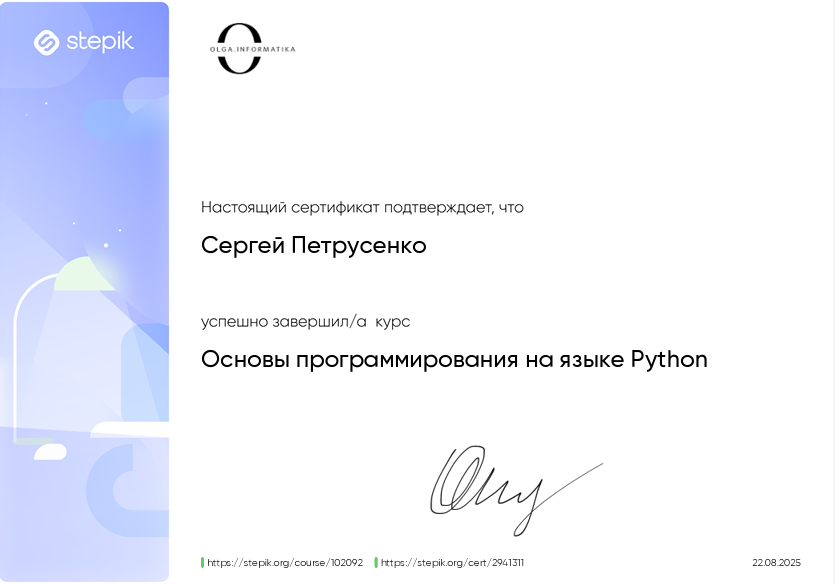 stepik
OLGA.INFORMATIKA
Настоящий сертификат подтверждает, что
Сергей Петрусенко
успешно завершил/а курс
Основы программирования на языке Python
https://stepik.org/course/102092 https://stepik.org/cert/2941311 22.08.2025